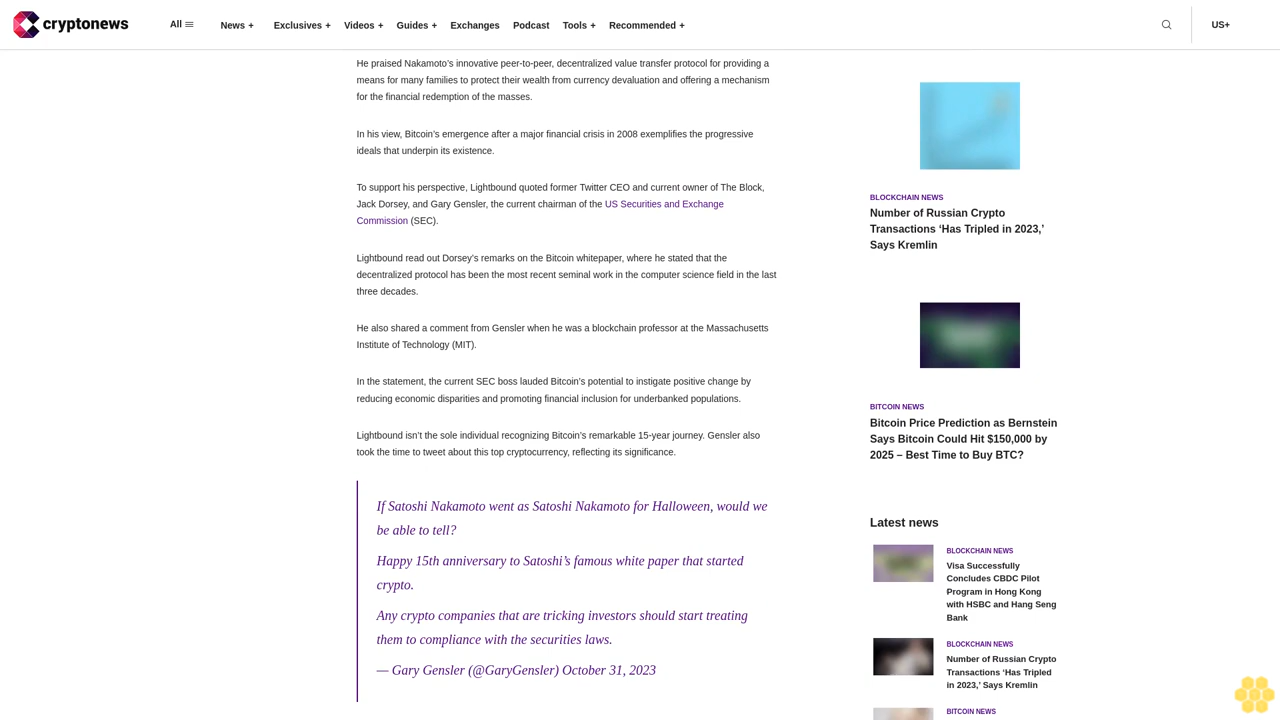 cryptonews
All
News +
Exclusives +
Videos +
Guides +
Exchanges
Podcast
Tools +
Recommended +
US+
He praised Nakamoto’s innovative peer-to-peer, decentralized value transfer protocol for providing a
means for many families to protect their wealth from currency devaluation and offering a mechanism
for the financial redemption of the masses.
In his view, Bitcoin’s emergence after a major financial crisis in 2008 exemplifies the progressive
ideals that underpin its existence.
To support his perspective, Lightbound quoted former Twitter CEO and current owner of The Block,
Jack Dorsey, and Gary Gensler, the current chairman of the US Securities and Exchange
Commission (SEC).
Lightbound read out Dorsey’s remarks on the Bitcoin whitepaper, where he stated that the
decentralized protocol has been the most recent seminal work in the computer science field in the last
three decades.
He also shared a comment from Gensler when he was a blockchain professor at the Massachusetts
Institute of Technology (MIT).
In the statement, the current SEC boss lauded Bitcoin’s potential to instigate positive change by
reducing economic disparities and promoting financial inclusion for underbanked populations.
Lightbound isn’t the sole individual recognizing Bitcoin’s remarkable 15-year journey. Gensler also
took the time to tweet about this top cryptocurrency, reflecting its significance.
If Satoshi Nakamoto went as Satoshi Nakamoto for Halloween, would we
be able to tell?
Happy 15th anniversary to Satoshi’s famous white paper that started
crypto.
Any crypto companies that are tricking investors should start treating
them to compliance with the securities laws.
— Gary Gensler (@GaryGensler) October 31, 2023
BLOCKCHAIN NEWS
Number of Russian Crypto
Transactions ‘Has Tripled in 2023,’
Says Kremlin
BITCOIN NEWS
Bitcoin Price Prediction as Bernstein
Says Bitcoin Could Hit $150,000 by
2025 – Best Time to Buy BTC?
Latest news
BLOCKCHAIN NEWS
Visa Successfully
Concludes CBDC Pilot
Program in Hong Kong
with HSBC and Hang Seng
Bank
BLOCKCHAIN NEWS
Number of Russian Crypto
Transactions ‘Has Tripled
in 2023,’ Says Kremlin
BITCOIN NEWS